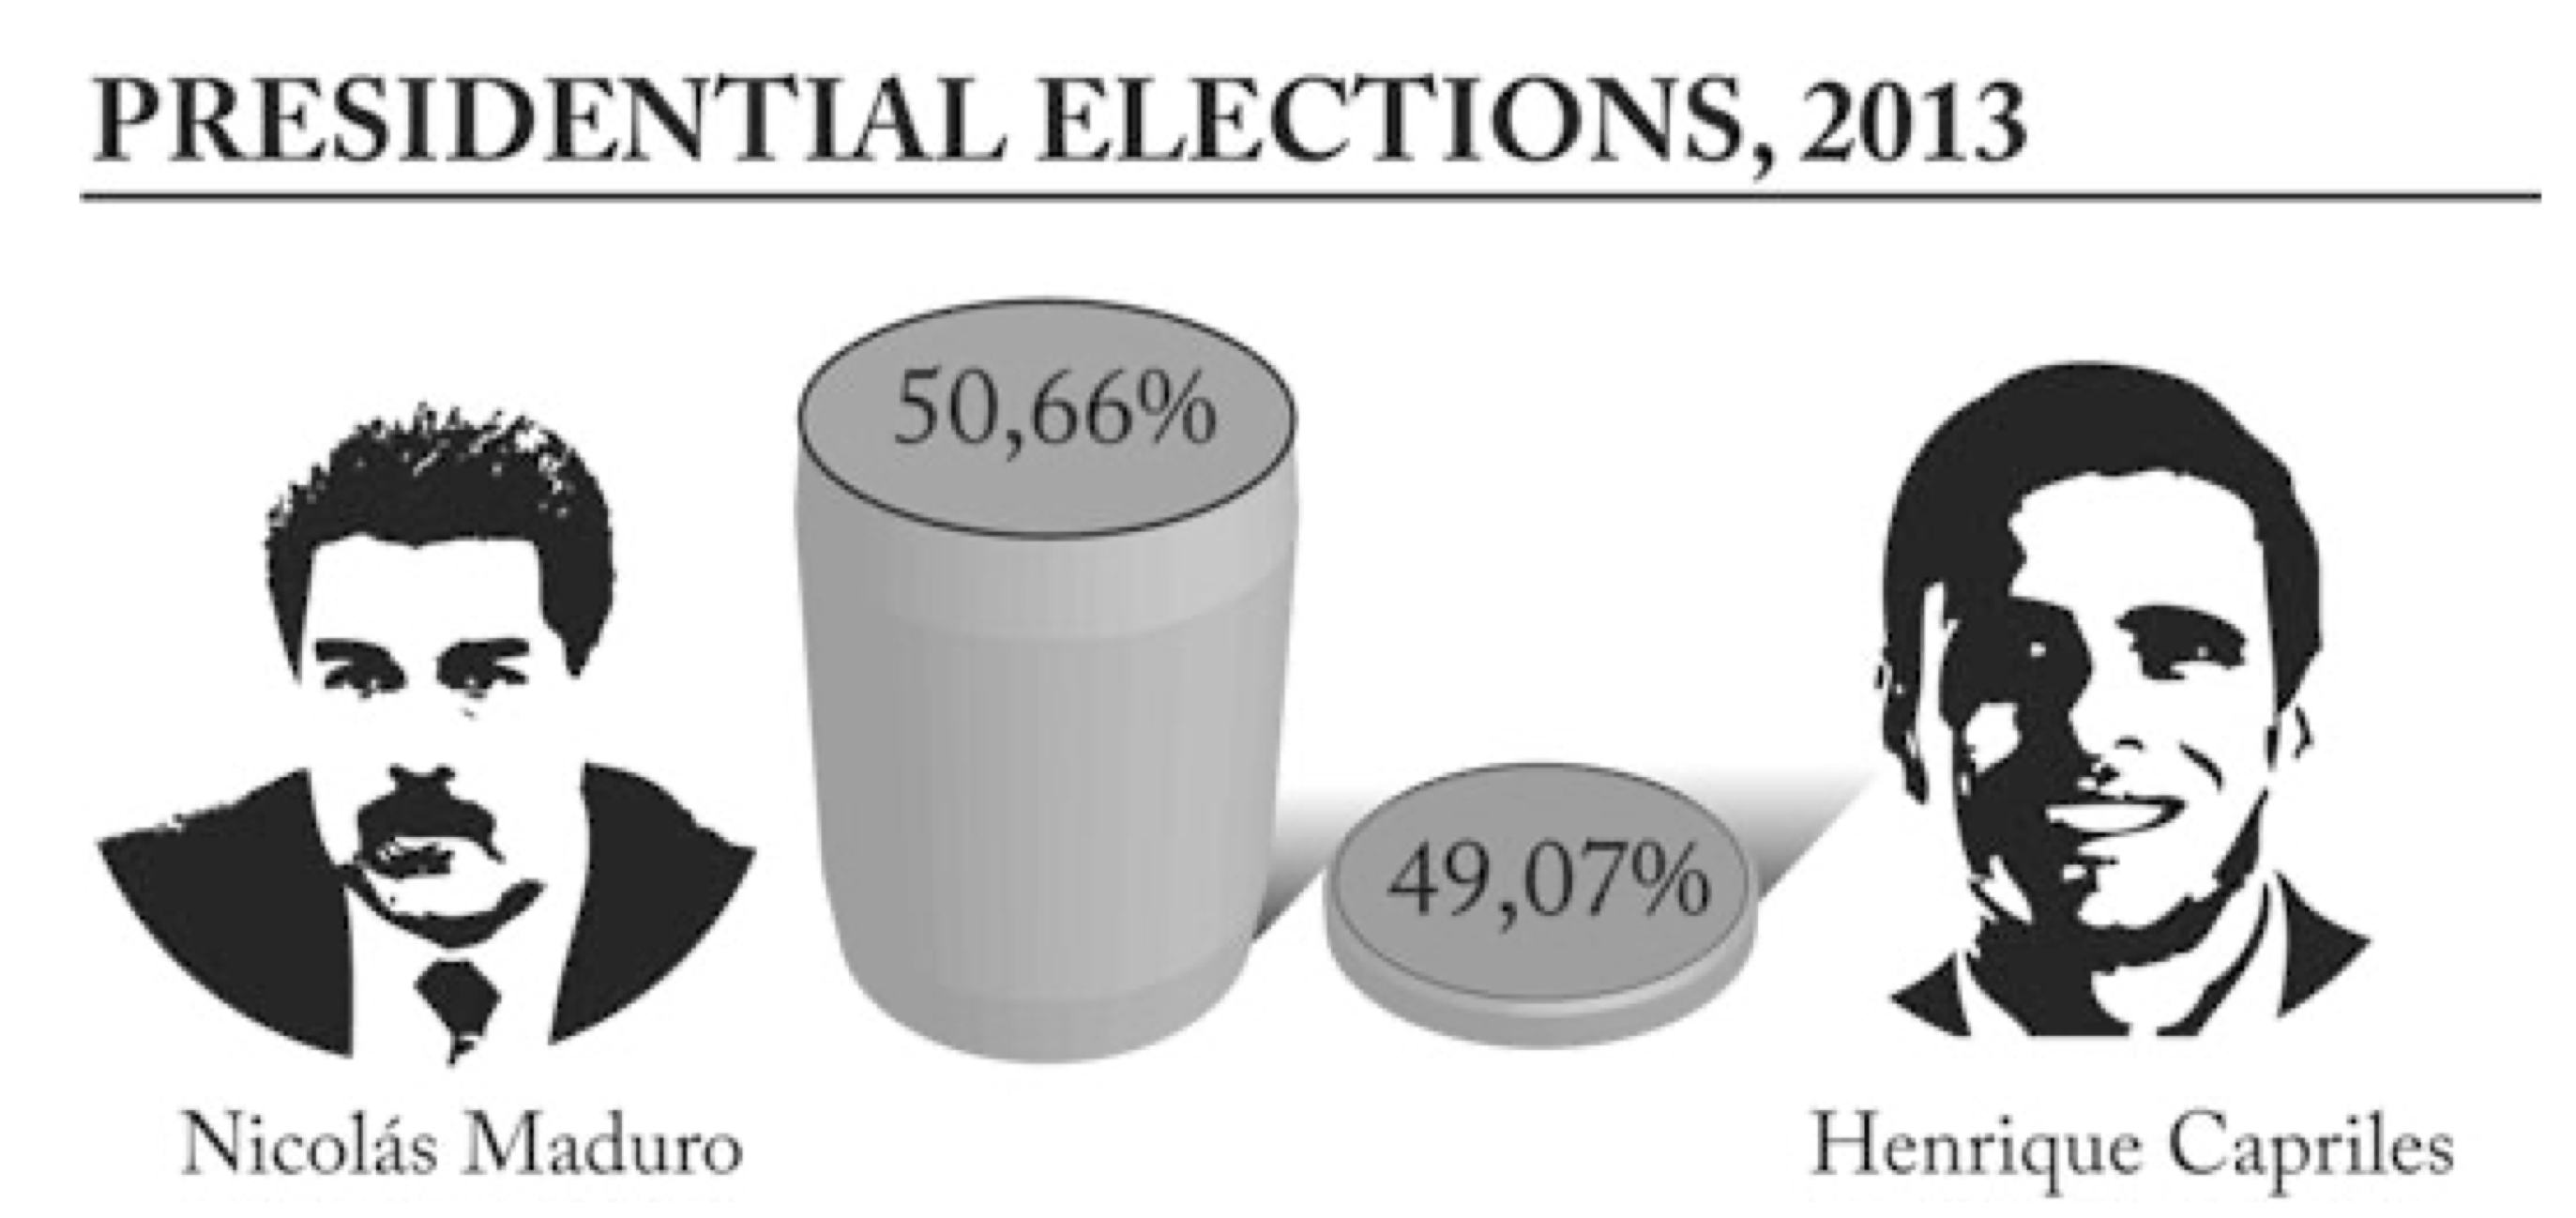 PRESIDENTIAL ELECTIONS, 2013
50,66%
49,07%
Nicolás Maduro
Henrique Capriles